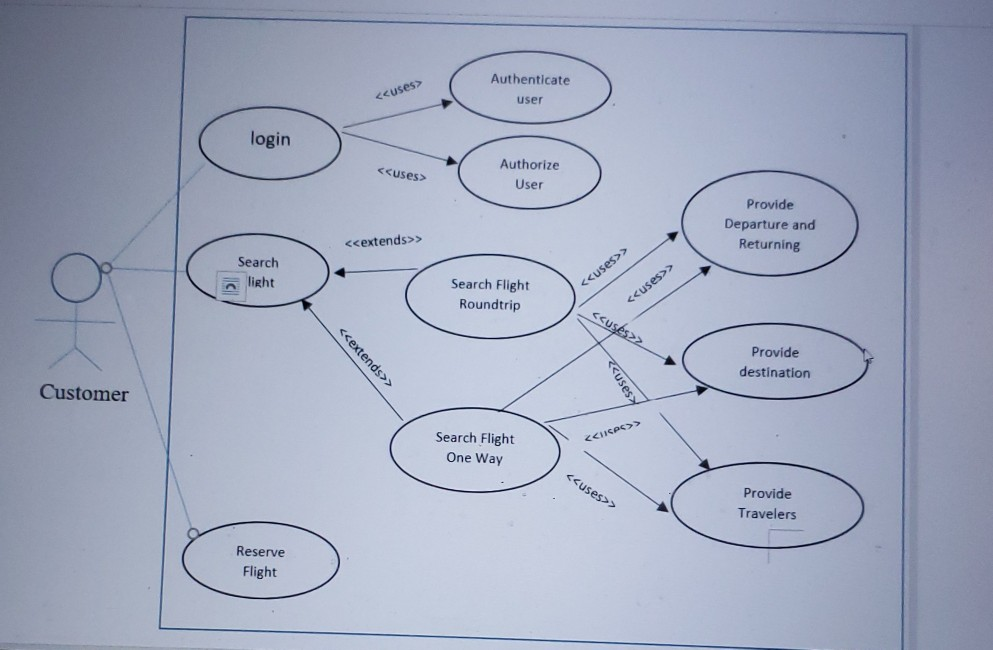 Authenticate
user
<<uses>
login
<<uses>
Authorize
User
Provide
Departure and
Returning
<<extends>>
Search
light
Search Flight
Roundtrip
<<uses>>
<<uses>>
<<uses>>
Provide
destination
<<extends>>
<<uses>
Customer
Search Flight
One Way
<<uses>>
Provide
Travelers
Reserve
Flight